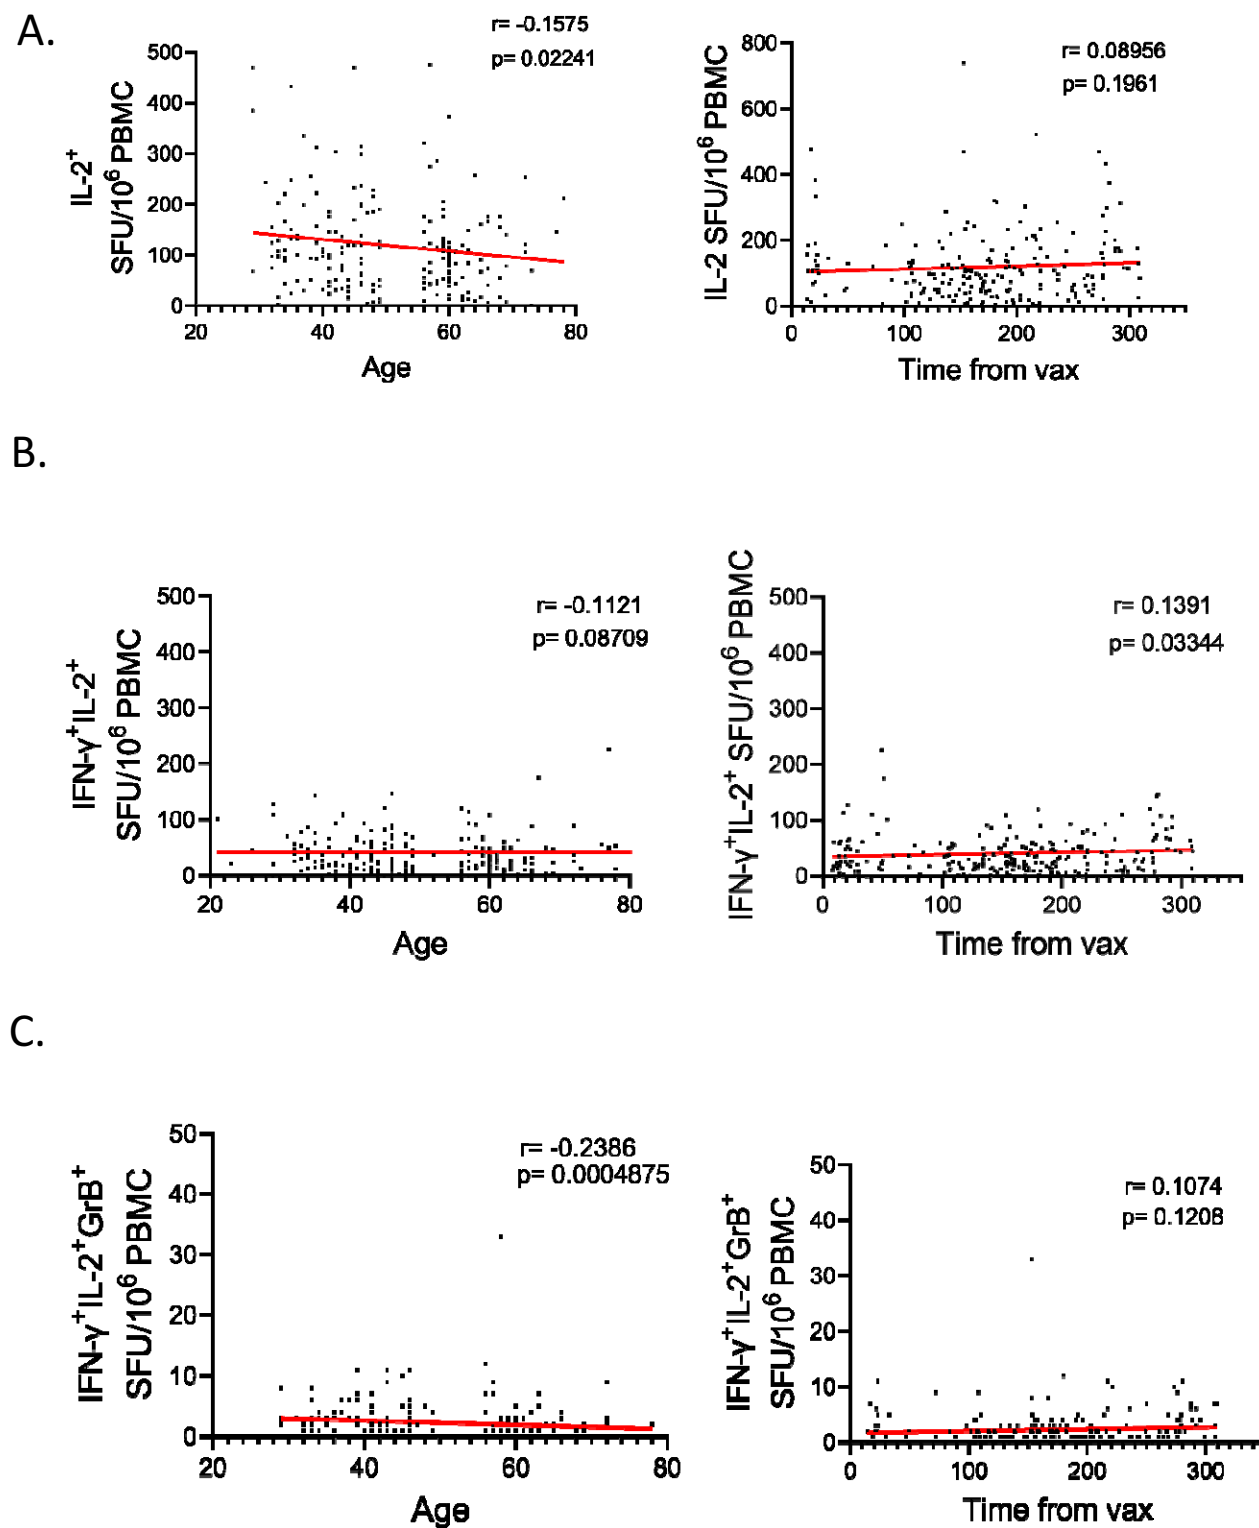 A.
r= -0.1575
p= 0.02241
IL-2⁺
SFU/10⁶ PBMC
500
400
300
200
100
0
20
40
60
80
Age
r= 0.08956
p= 0.1961
IL-2 SFU/10⁶ PBMC
800
600
400
200
0
0
100
200
300
Time from vax
B.
r= -0.1121
p= 0.08709
IFN-γ⁺IL-2⁺
SFU/10⁶ PBMC
500
400
300
200
100
0
20
40
60
80
Age
r= 0.1391
p= 0.03344
IFN-γ⁺IL-2⁺ SFU/10⁶ PBMC
500
400
300
200
100
0
0
100
200
300
Time from vax
C.
r= -0.2386
p= 0.0004875
IFN-γ⁺IL-2⁺GrB⁺
SFU/10⁶ PBMC
50
40
30
20
10
0
20
40
60
80
Age
r= 0.1074
p= 0.1208
IFN-γ⁺IL-2⁺GrB⁺
SFU/10⁶ PBMC
50
40
30
20
10
0
0
100
200
300
Time from vax